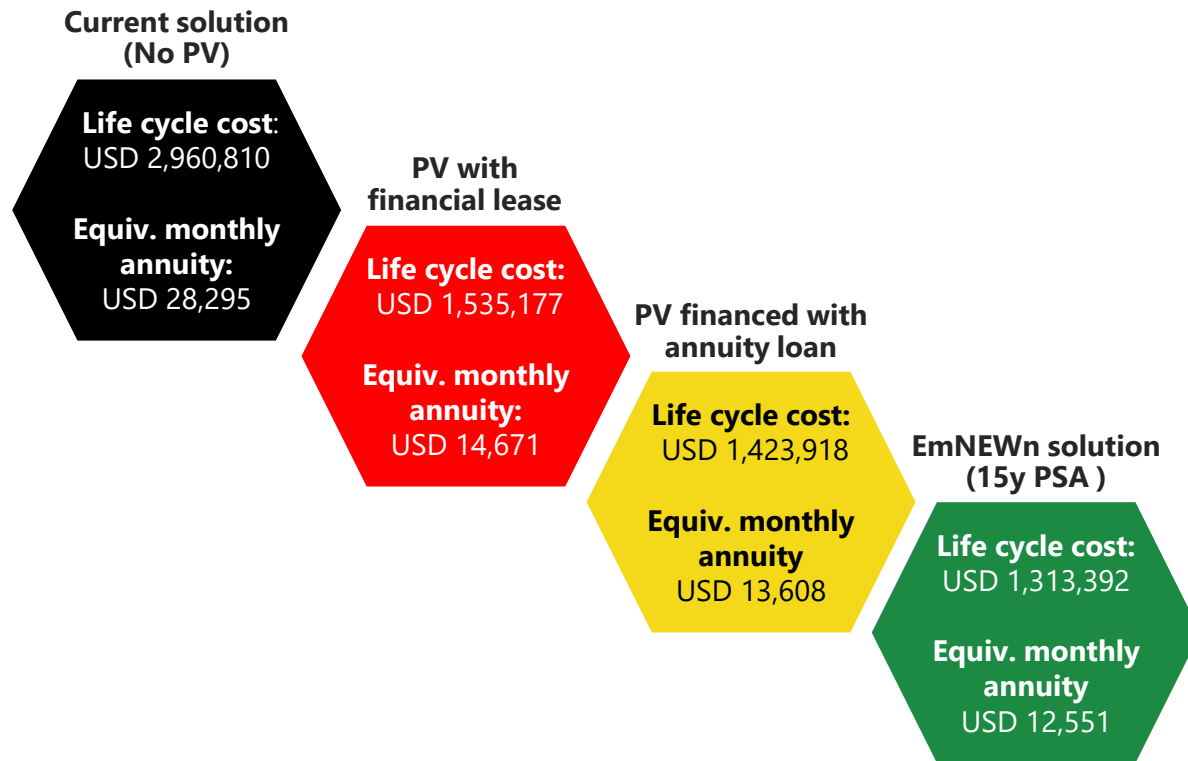 Current solution
(No PV)
Life cycle cost:
USD 2,960,810
Equiv. monthly
annuity:
USD 28,295
PV with
financial lease
Life cycle cost:
USD 1,535,177
Equiv. monthly
annuity:
USD 14,671
PV financed with
annuity loan
Life cycle cost:
USD 1,423,918
Equiv. monthly
annuity
USD 13,608
EmNEWn solution
(15y PSA )
Life cycle cost:
USD 1,313,392
Equiv. monthly
annuity
USD 12,551